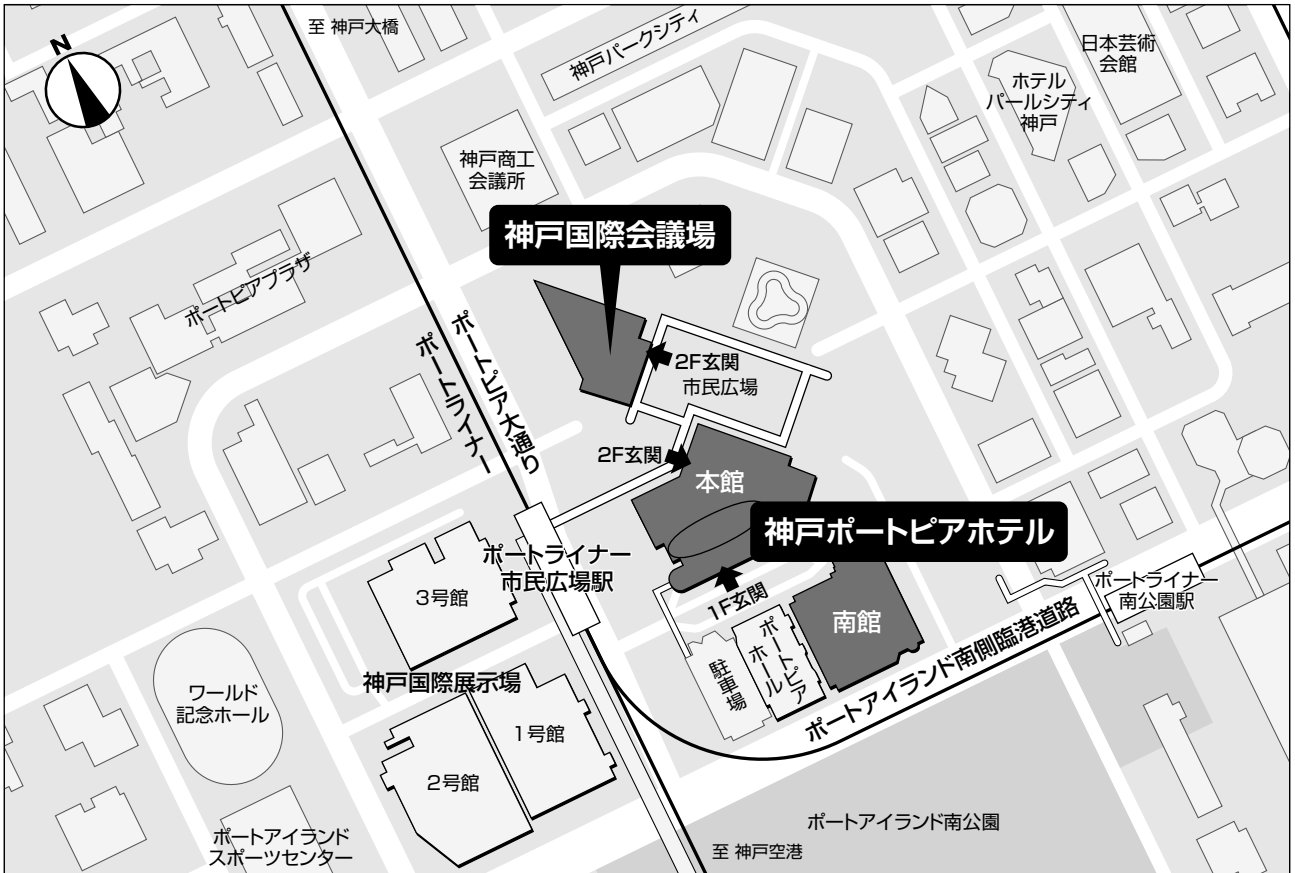 N
至 神戸大橋
神戸パークシティ
日本芸術
会館
ホテル
パールシティ
神戸
神戸商工
会議所
神戸国際会議場
ポートピアプラザ
ポートピア大通り
ポートライナー
2F玄関
市民広場
2F玄関
本館
神戸ポートピアホテル
ポートライナー
市民広場駅
3号館
1F玄関
ポートライナー
南公園駅
南館
ポートピア
ホール
駐車場
ポートアイランド南側臨港道路
神戸国際展示場
ワールド
記念ホール
1号館
2号館
ポートアイランド
スポーツセンター
ポートアイランド南公園
至 神戸空港